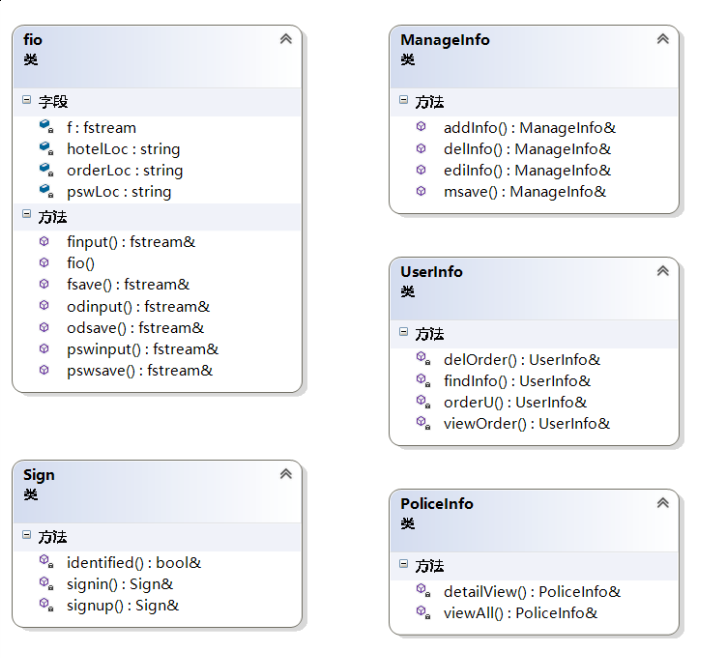 fio
类
字段
f : fstream
hotelLoc : string
orderLoc : string
pswLoc : string
方法
finput() : fstream&
fio()
fsave() : fstream&
odinput() : fstream&
odsave() : fstream&
pswinput() : fstream&
pswsave() : fstream&
Sign
类
方法
identified() : bool&
signin() : Sign&
signup() : Sign&
ManageInfo
类
方法
addInfo() : ManageInfo&
delInfo() : ManageInfo&
ediInfo() : ManageInfo&
msave() : ManageInfo&
UserInfo
类
方法
delOrder() : UserInfo&
findInfo() : UserInfo&
orderU() : UserInfo&
viewOrder() : UserInfo&
PoliceInfo
类
方法
detailView() : PoliceInfo&
viewAll() : PoliceInfo&